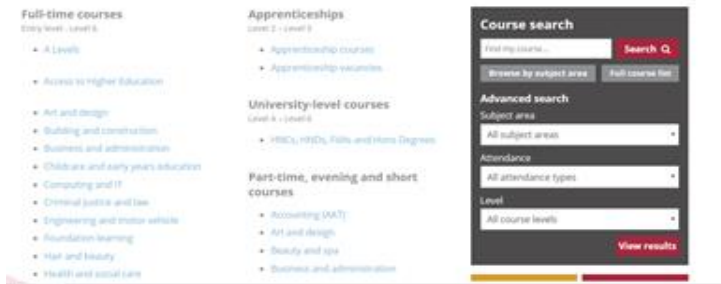 Full-time courses
Entry level - Level 6
A Levels
Access to Higher Education
Art and design
Building and construction
Business and administration
Childcare and early years education
Computing and IT
Criminal justice and law
Engineering and motor vehicle
Foundation learning
Hair and beauty
Health and social care
Apprenticeships
Level 2 - Level 5
Apprenticeship courses
Apprenticeship vacancies
University-level courses
Level 4 - Level 6
HNCs, HNDs, FdAs and Hons Degrees
Part-time, evening and short
courses
Accounting (AAT)
Art and design
Beauty and spa
Business and administration
Course search
Find my course...
Search
Browse by subject area
Full course list
Advanced search
Subject area
All subject areas
Attendance
All attendance types
Level
All course levels
View results